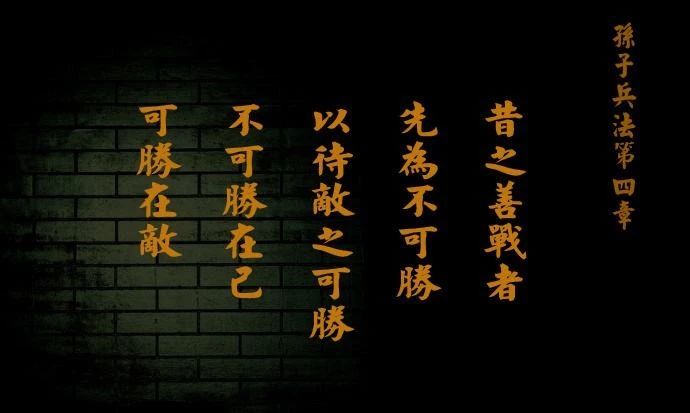 孫子兵法第四章
昔之善戰者
先為不可勝
以待敵之可勝
不可勝在己
可勝在敵